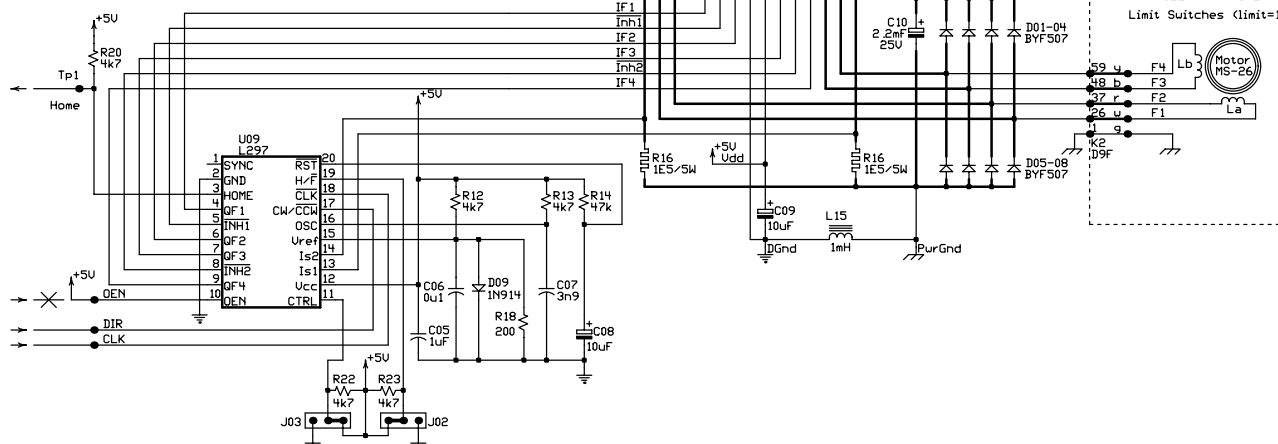 IF1
Inh1
IF2
IF3
Inh2
IF4
+5V
R20
4k7
Tp1
Home
C10
+
2.2mF
25V
D01-04
BYF507
Limit Switches (limit=1
59 y F4
48 b F3
37 r F2
26 w F1
1 g
K2
D9F
Lb
Motor
MS-26
La
+5V
U09
L297
1 SYNC
2 GND
3 HOME
4 QF1
5 INH1
6 QF2
7 QF3
8 INH2
9 QF4
10 OEN
RST 20
H/F 19
CLK 18
CW/CCW 17
OSC 16
Vref 15
Is2 14
Is1 13
Vcc 12
CTRL 11
R12
4k7
R13
4k7
R14
47k
R16
1E5/5W
+5V
Vdd
R16
1E5/5W
D05-08
BYF507
+
C09
10uF
L15
1mH
DGnd
PwrGnd
+5V
OEN
DIR
CLK
C06
0u1
D09
1N914
C07
3n9
R18
200
C05
1uF
+
C08
10uF
+5V
R22
4k7
R23
4k7
J03
J02